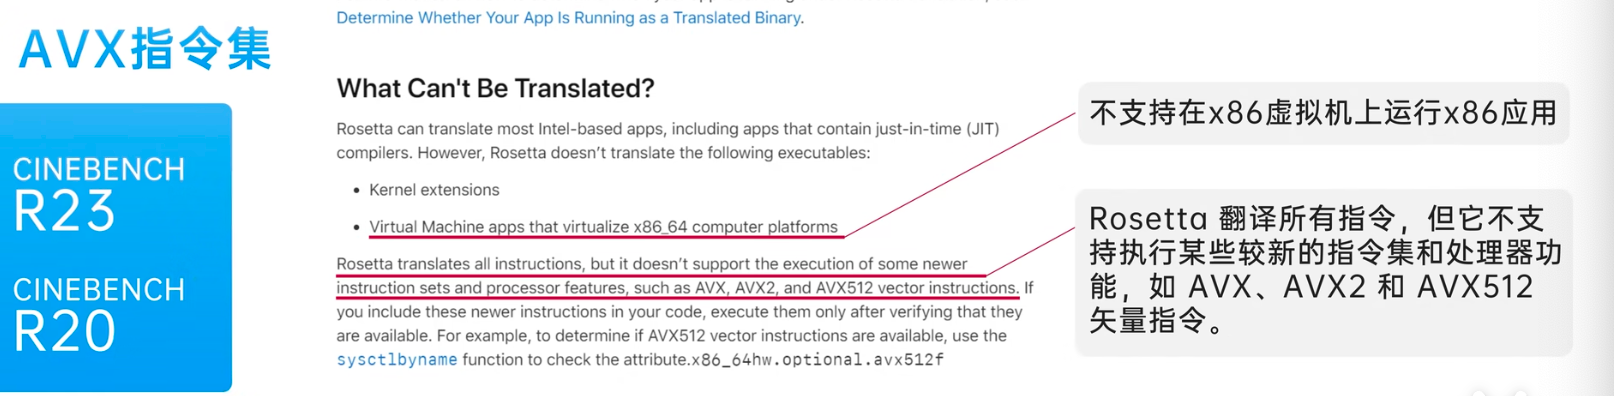 Determine Whether Your App Is Running as a Translated Binary.
AVX指令集
CINEBENCH
R23
CINEBENCH
R20
What Can't Be Translated?
Rosetta can translate most Intel-based apps, including apps that contain just-in-time (JIT)
compilers. However, Rosetta doesn't translate the following executables:
• Kernel extensions
• Virtual Machine apps that virtualize x86_64 computer platforms
Rosetta translates all instructions, but it doesn't support the execution of some newer
instruction sets and processor features, such as AVX, AVX2, and AVX512 vector instructions. If
you include these newer instructions in your code, execute them only after verifying that they
are available. For example, to determine if AVX512 vector instructions are available, use the
sysctlbyname function to check the attribute.x86_64hw.optional.avx512f
不支持在x86虚拟机上运行x86应用
Rosetta 翻译所有指令，但它不支
持执行某些较新的指令集和处理器功
能，如 AVX、AVX2 和 AVX512
矢量指令。